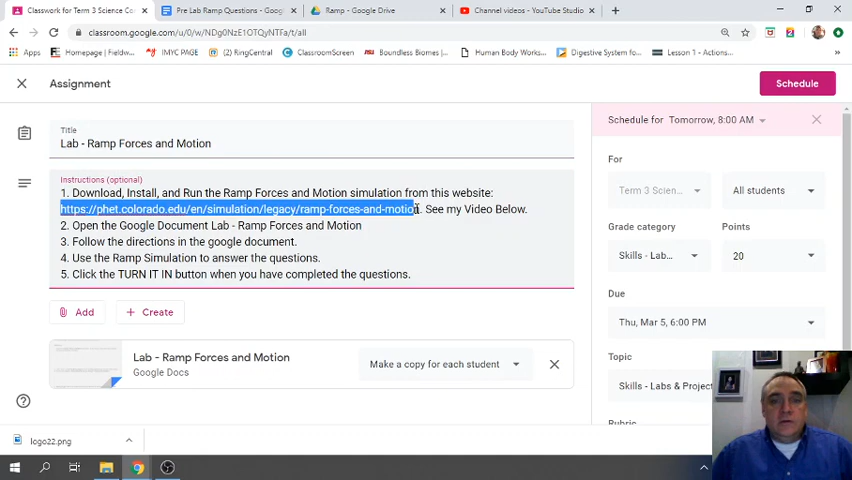 Classwork for Term 3 Science Co
Pre Lab Ramp Questions - Goog
Ramp - Google Drive
Channel videos - YouTube Studio
classroom.google.com/u/0/w/NDg0NzE1OTQyNTFa/t/all
Apps
Homepage | Fieldw...
IMYC PAGE
(2) RingCentral
ClassroomScreen
Boundless Biomes |...
Human Body Works...
Digestive System fo...
Lesson 1 - Actions...
Assignment
Schedule
Title
Lab - Ramp Forces and Motion
Instructions (optional)
1. Download, Install, and Run the Ramp Forces and Motion simulation from this website:
https://phet.colorado.edu/en/simulation/legacy/ramp-forces-and-motion. See my Video Below.
2. Open the Google Document Lab - Ramp Forces and Motion
3. Follow the directions in the google document.
4. Use the Ramp Simulation to answer the questions.
5. Click the TURN IT IN button when you have completed the questions.
Add
Create
Lab - Ramp Forces and Motion
Google Docs
Make a copy for each student
Schedule for Tomorrow, 8:00 AM
For
Term 3 Scien...
All students
Grade category
Points
Skills - Lab...
20
Due
Thu, Mar 5, 6:00 PM
Topic
Skills - Labs & Project
Rubric
logo22.png